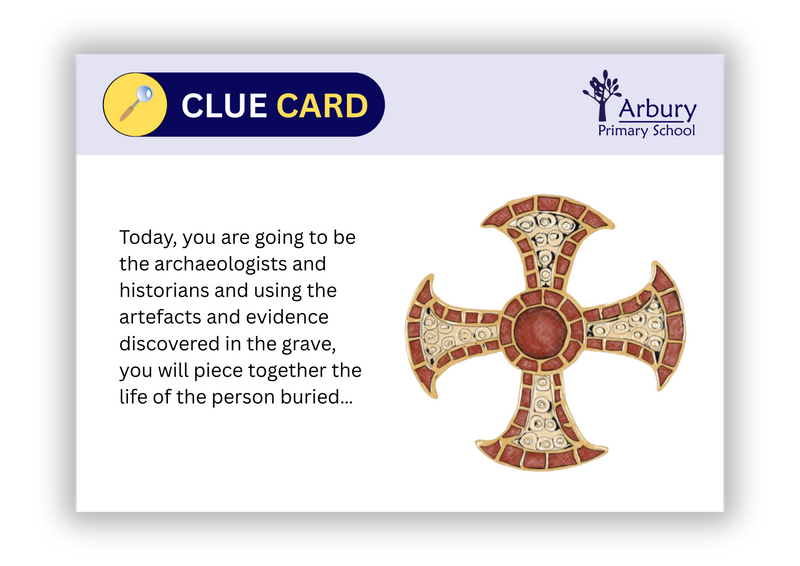 CLUE CARD
Arbury
Primary School
Today, you are going to be
the archaeologists and
historians and using the
artefacts and evidence
discovered in the grave,
you will piece together the
life of the person buried...